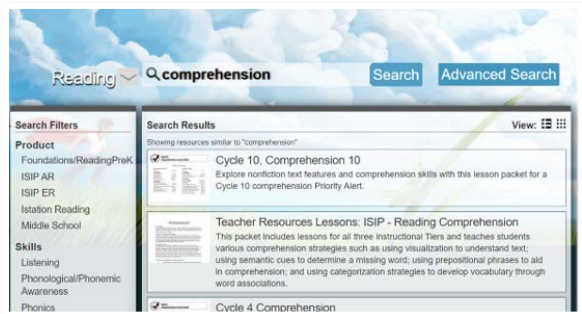 Reading
comprehension
Search
Advanced Search
Search Filters
Product
Foundations/ReadingPreK
ISIP AR
ISIP ER
Istation Reading
Middle School
Skills
Listening
Phonological/Phonemic
Awareness
Phonics
Search Results
View:
Showing resources similar to "comprehension"
Cycle 10, Comprehension 10
Explore nonfiction text features and comprehension skills with this lesson packet for a
Cycle 10 comprehension Priority Alert.
Teacher Resources Lessons: ISIP - Reading Comprehension
This packet includes lessons for all three Instructional Tiers and teaches students
various comprehension strategies such as using visualization to understand text;
using semantic cues to determine a missing word; using prepositional phrases to aid
in comprehension; and using categorization strategies to develop vocabulary through
word associations.
Cycle 4 Comprehension